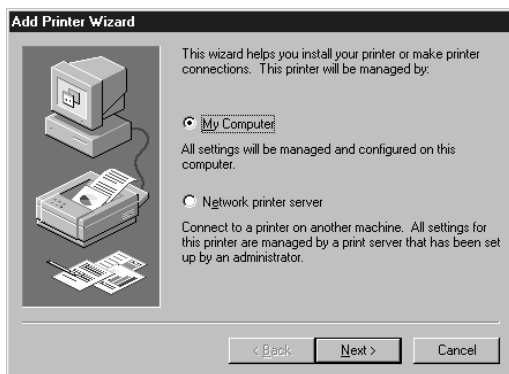 Add Printer Wizard
This wizard helps you install your printer or make printer
connections. This printer will be managed by:
My Computer
All settings will be managed and configured on this
computer.
Network printer server
Connect to a printer on another machine. All settings for
this printer are managed by a print server that has been set
up by an administrator.
< Back
Next >
Cancel